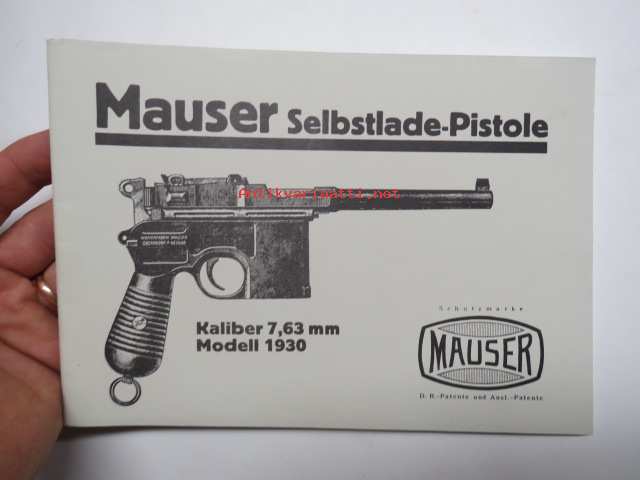 Mauser Selbstlade-Pistole
Antikvariaatti.net
Kaliber 7,63 mm
Modell 1930
Schutzmarke
MAUSER
D. R.-Patente und Ausl.-Patente